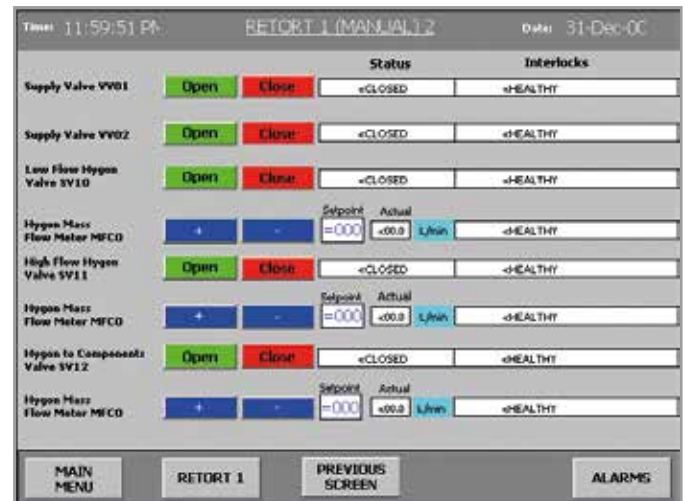 Time: 11:59:51 PM RETORT 1 (MANUAL) 2 Date: 31-Dec-0C
Status Interlocks
Supply Valve VV01 Open Close <CLOSED <HEALTHY
Supply Valve VV02 Open Close <CLOSED <HEALTHY
Low Flow Hygon
Valve SV10 Open Close <CLOSED <HEALTHY
Setpoint Actual
Hygon Mass
Flow Meter MFC0 + - =000 <00.0 L/min <HEALTHY
High Flow Hygon
Valve SV11 Open Close <CLOSED <HEALTHY
Setpoint Actual
Hygon Mass
Flow Meter MFC0 + - =000 <00.0 L/min <HEALTHY
Hygon to Components
Valve SV12 Open Close <CLOSED <HEALTHY
Setpoint Actual
Hygon Mass
Flow Meter MFC0 + - =000 <00.0 L/min <HEALTHY
MAIN
MENU RETORT 1 PREVIOUS
SCREEN ALARMS